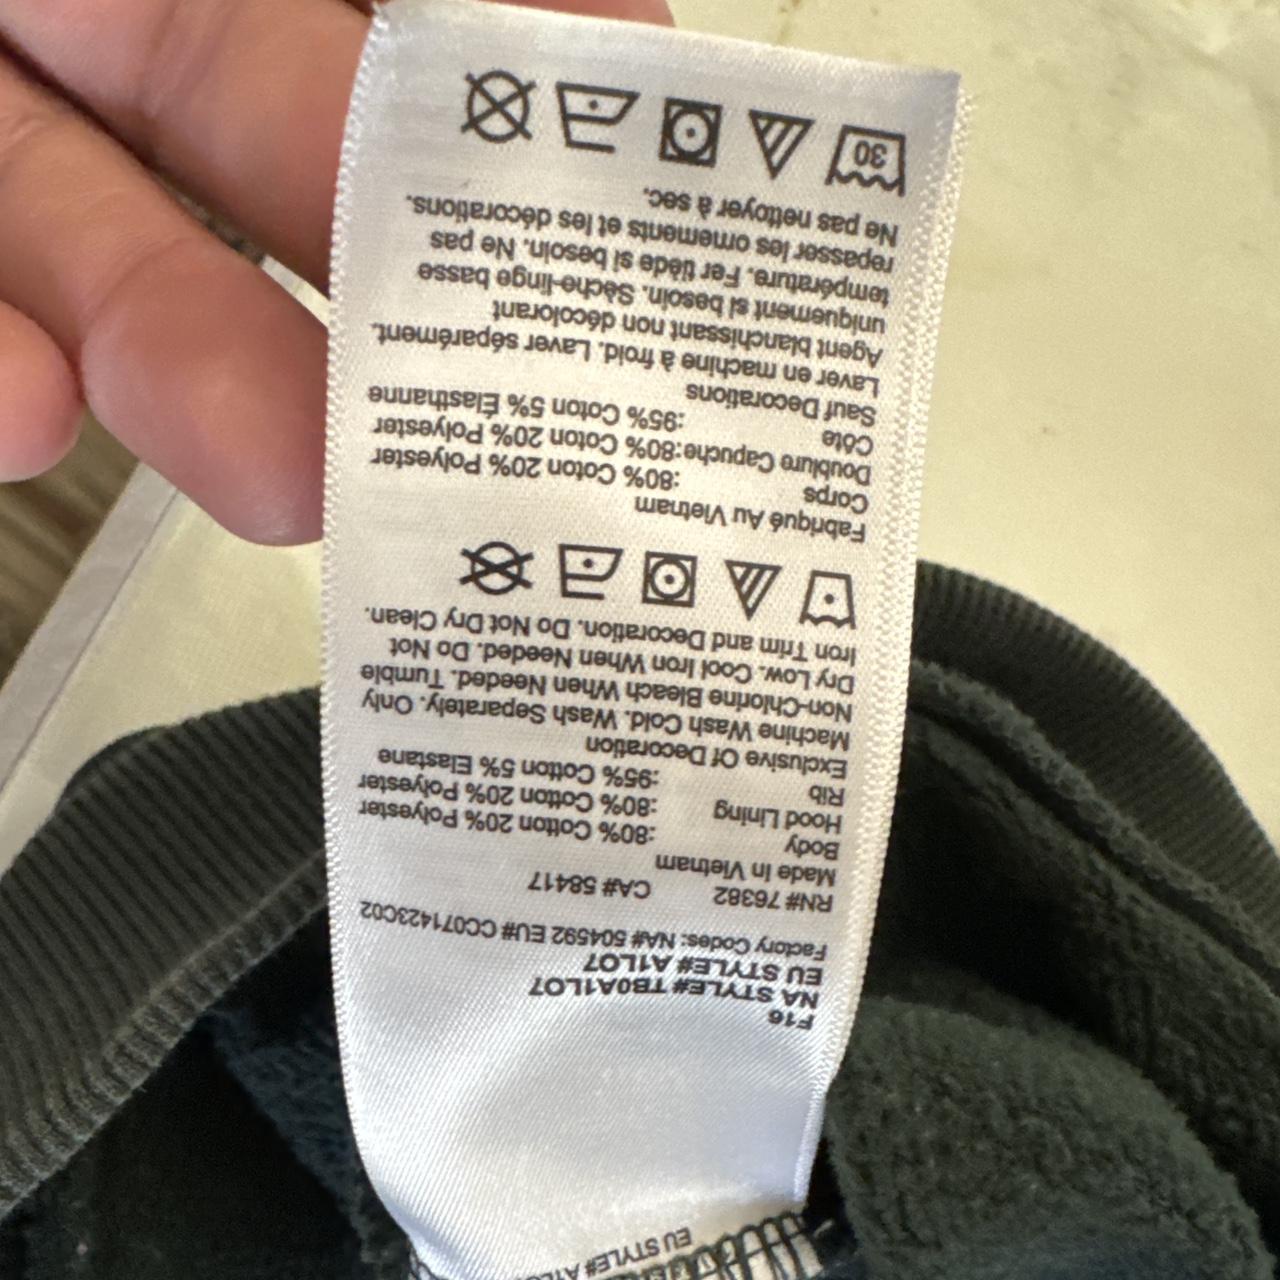 EU STYLE# A1LO
F16
NA STYLE# TB0A1LO7
EU STYLE# A1LO7
Factory Codes: NA# 504592 EU# CC071423C02
RN# 76382 CA# 58417
Made In Vietnam
Body :80% Cotton 20% Polyester
Hood Lining :80% Cotton 20% Polyester
Rib :95% Cotton 5% Elastane
Exclusive Of Decoration
Machine Wash Cold. Wash Separately. Only
Non-Chlorine Bleach When Needed. Tumble
Dry Low. Cool Iron When Needed. Do Not
Iron Trim and Decoration. Do Not Dry Clean.
Fabriqué Au Vietnam
Corps :80% Coton 20% Polyester
Doublure Capuche:80% Coton 20% Polyester
Côte :95% Coton 5% Élasthanne
Sauf Decorations
Laver en machine à froid. Laver séparément.
Agent blanchissant non décolorant
uniquement si besoin. Sèche-linge basse
température. Fer tiède si besoin. Ne pas
repasser les ornements et les décorations.
Ne pas nettoyer à sec.
30